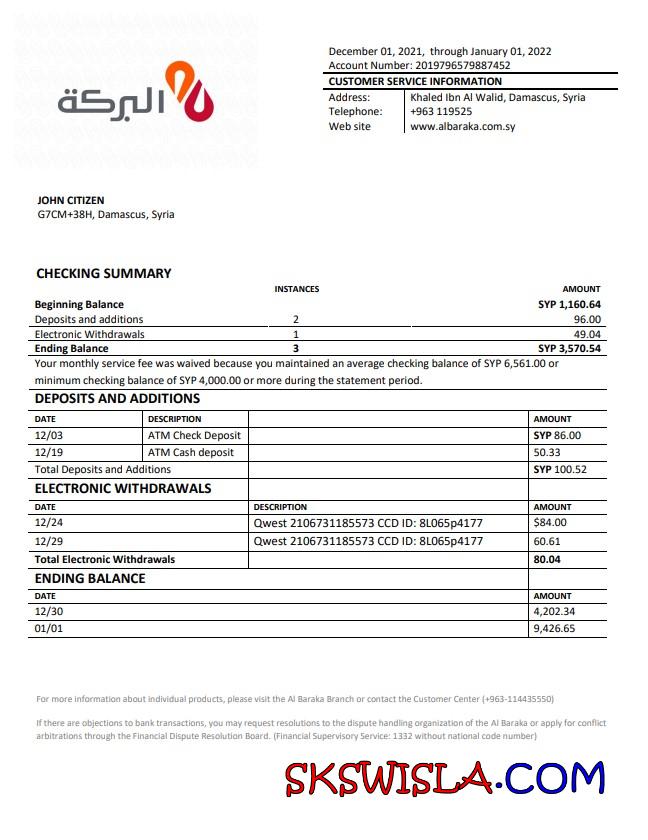 December 01, 2021, through January 01, 2022
Account Number: 2019796579887452
CUSTOMER SERVICE INFORMATION
Address: Khaled Ibn Al Walid, Damascus, Syria
Telephone: +963 119525
Web site www.albaraka.com.sy
البركة
JOHN CITIZEN
G7CM+38H, Damascus, Syria
CHECKING SUMMARY
INSTANCES AMOUNT
Beginning Balance SYP 1,160.64
Deposits and additions 2 96.00
Electronic Withdrawals 1 49.04
Ending Balance 3 SYP 3,570.54
Your monthly service fee was waived because you maintained an average checking balance of SYP 6,561.00 or
minimum checking balance of SYP 4,000.00 or more during the statement period.
DEPOSITS AND ADDITIONS
DATE DESCRIPTION AMOUNT
12/03 ATM Check Deposit SYP 86.00
12/19 ATM Cash deposit 50.33
Total Deposits and Additions SYP 100.52
ELECTRONIC WITHDRAWALS
DATE DESCRIPTION AMOUNT
12/24 Qwest 2106731185573 CCD ID: 8L065p4177 $84.00
12/29 Qwest 2106731185573 CCD ID: 8L065p4177 60.61
Total Electronic Withdrawals 80.04
ENDING BALANCE
DATE AMOUNT
12/30 4,202.34
01/01 9,426.65
For more information about individual products, please visit the Al Baraka Branch or contact the Customer Center (+963-114435550)
If there are objections to bank transactions, you may request resolutions to the dispute handling organization of the Al Baraka or apply for conflict
arbitrations through the Financial Dispute Resolution Board. (Financial Supervisory Service: 1332 without national code number)
SKSWISLA.COM